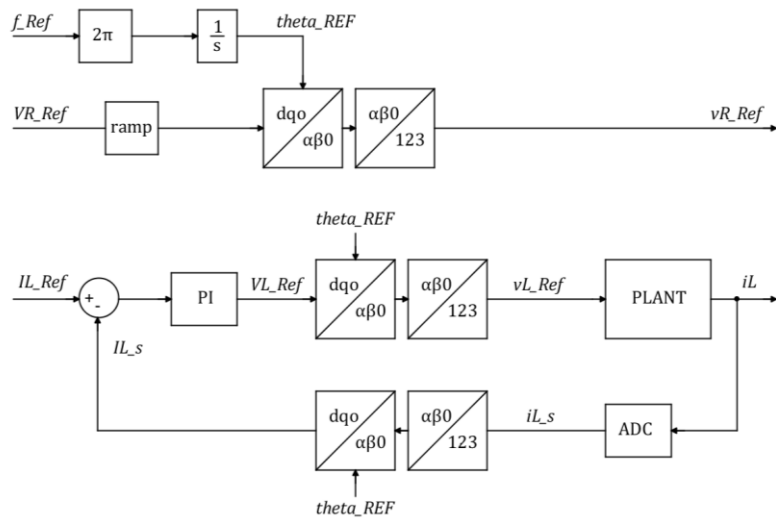 f_Ref
2π
1
s
theta_REF
VR_Ref
ramp
dqo
αβ0
αβ0
123
vR_Ref
theta_REF
IL_Ref
+
-
PI
VL_Ref
dqo
αβ0
αβ0
123
vL_Ref
PLANT
iL
IL_s
dqo
αβ0
αβ0
123
iL_s
ADC
theta_REF